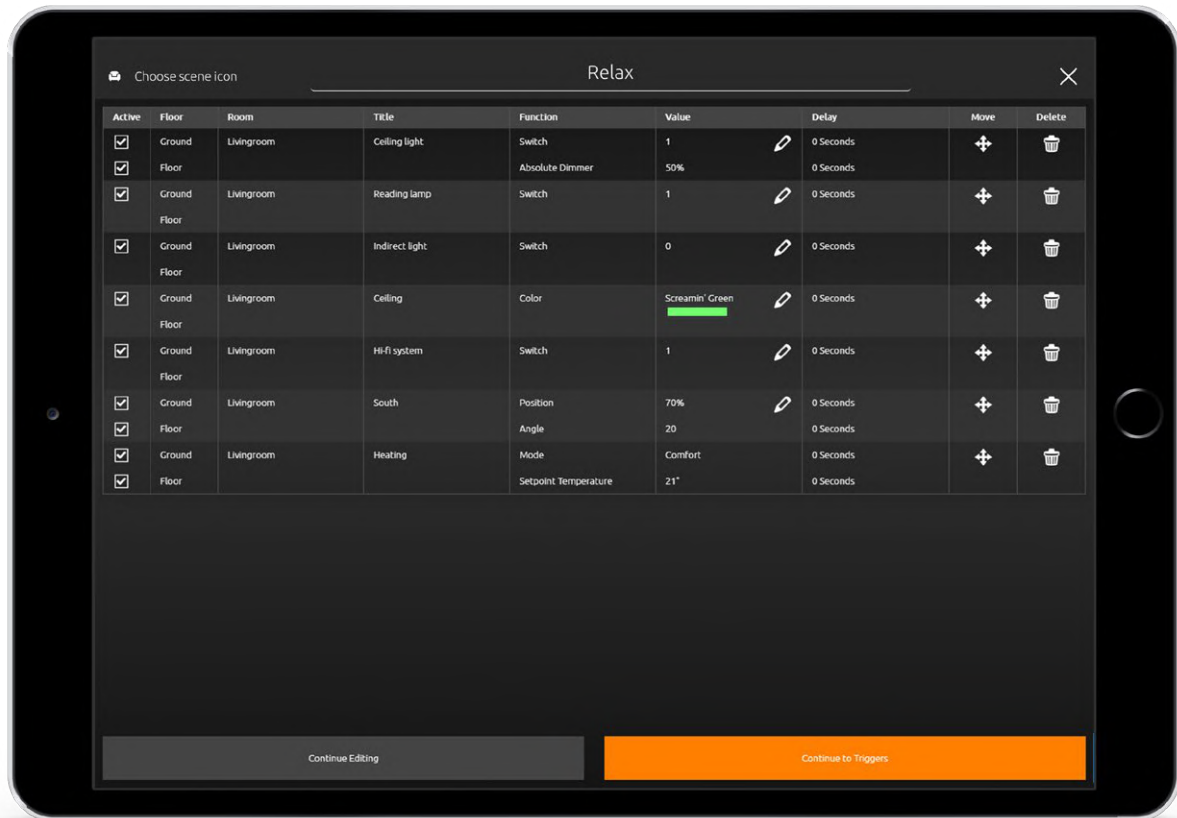 Choose scene icon
Relax
Active Floor Room Title Function Value Delay Move Delete
Ground Livingroom Ceiling light Switch 1 0 Seconds
Floor Absolute Dimmer 50% 0 Seconds
Ground Livingroom Reading lamp Switch 1 0 Seconds
Floor
Ground Livingroom Indirect light Switch 0 0 Seconds
Floor
Ground Livingroom Ceiling Color Screamin' Green 0 Seconds
Floor
Ground Livingroom Hi-fi system Switch 1 0 Seconds
Floor
Ground Livingroom South Position 70% 0 Seconds
Floor Angle 20 0 Seconds
Ground Livingroom Heating Mode Comfort 0 Seconds
Floor Setpoint Temperature 21° 0 Seconds
Continue Editing
Continue to Triggers